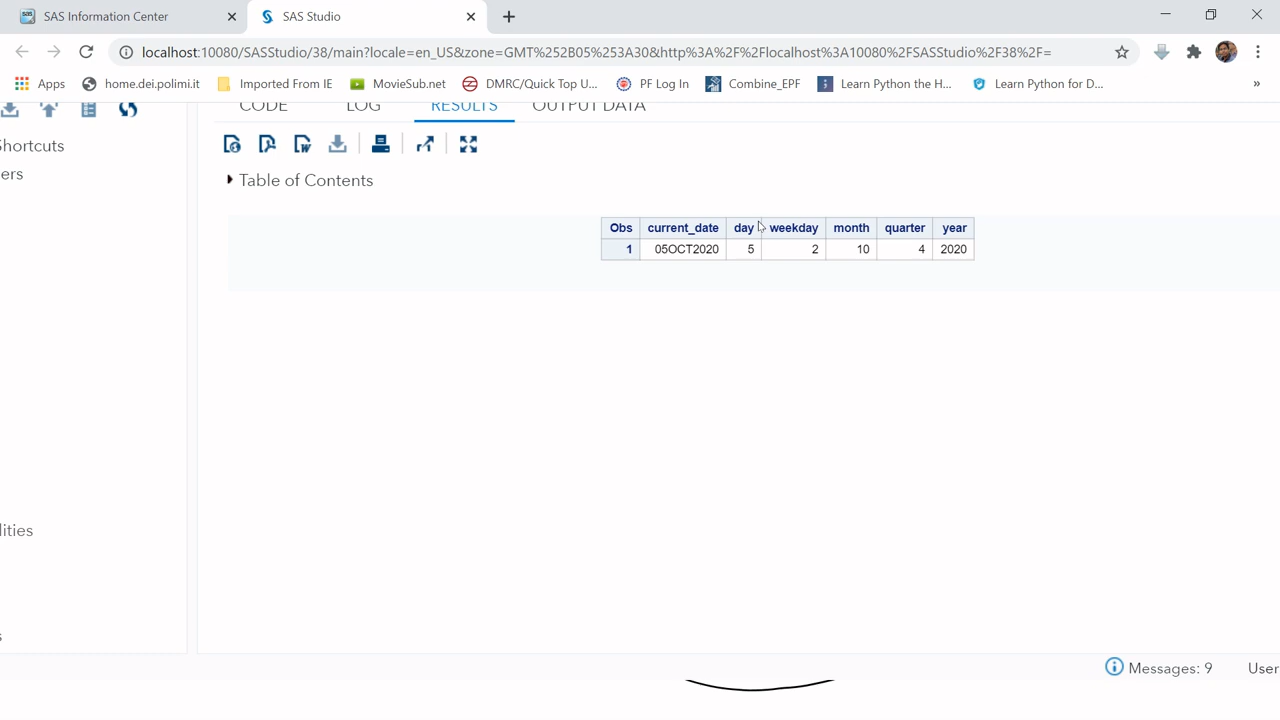 SAS Information Center
SAS Studio
localhost:10080/SASStudio/38/main?locale=en_US&zone=GMT%252B05%253A30&http%3A%2F%2Flocalhost%3A10080%2FSASStudio%2F38%2F=
Apps home.dei.polimi.it Imported From IE MovieSub.net DMRC/Quick Top U... PF Log In Combine_EPF Learn Python the H... Learn Python for D... »
CODE LOG RESULTS OUTPUT DATA
Shortcuts
ers
Table of Contents
Obs current_date day weekday month quarter year
1 05OCT2020 5 2 10 4 2020
lities
s
Messages: 9 User